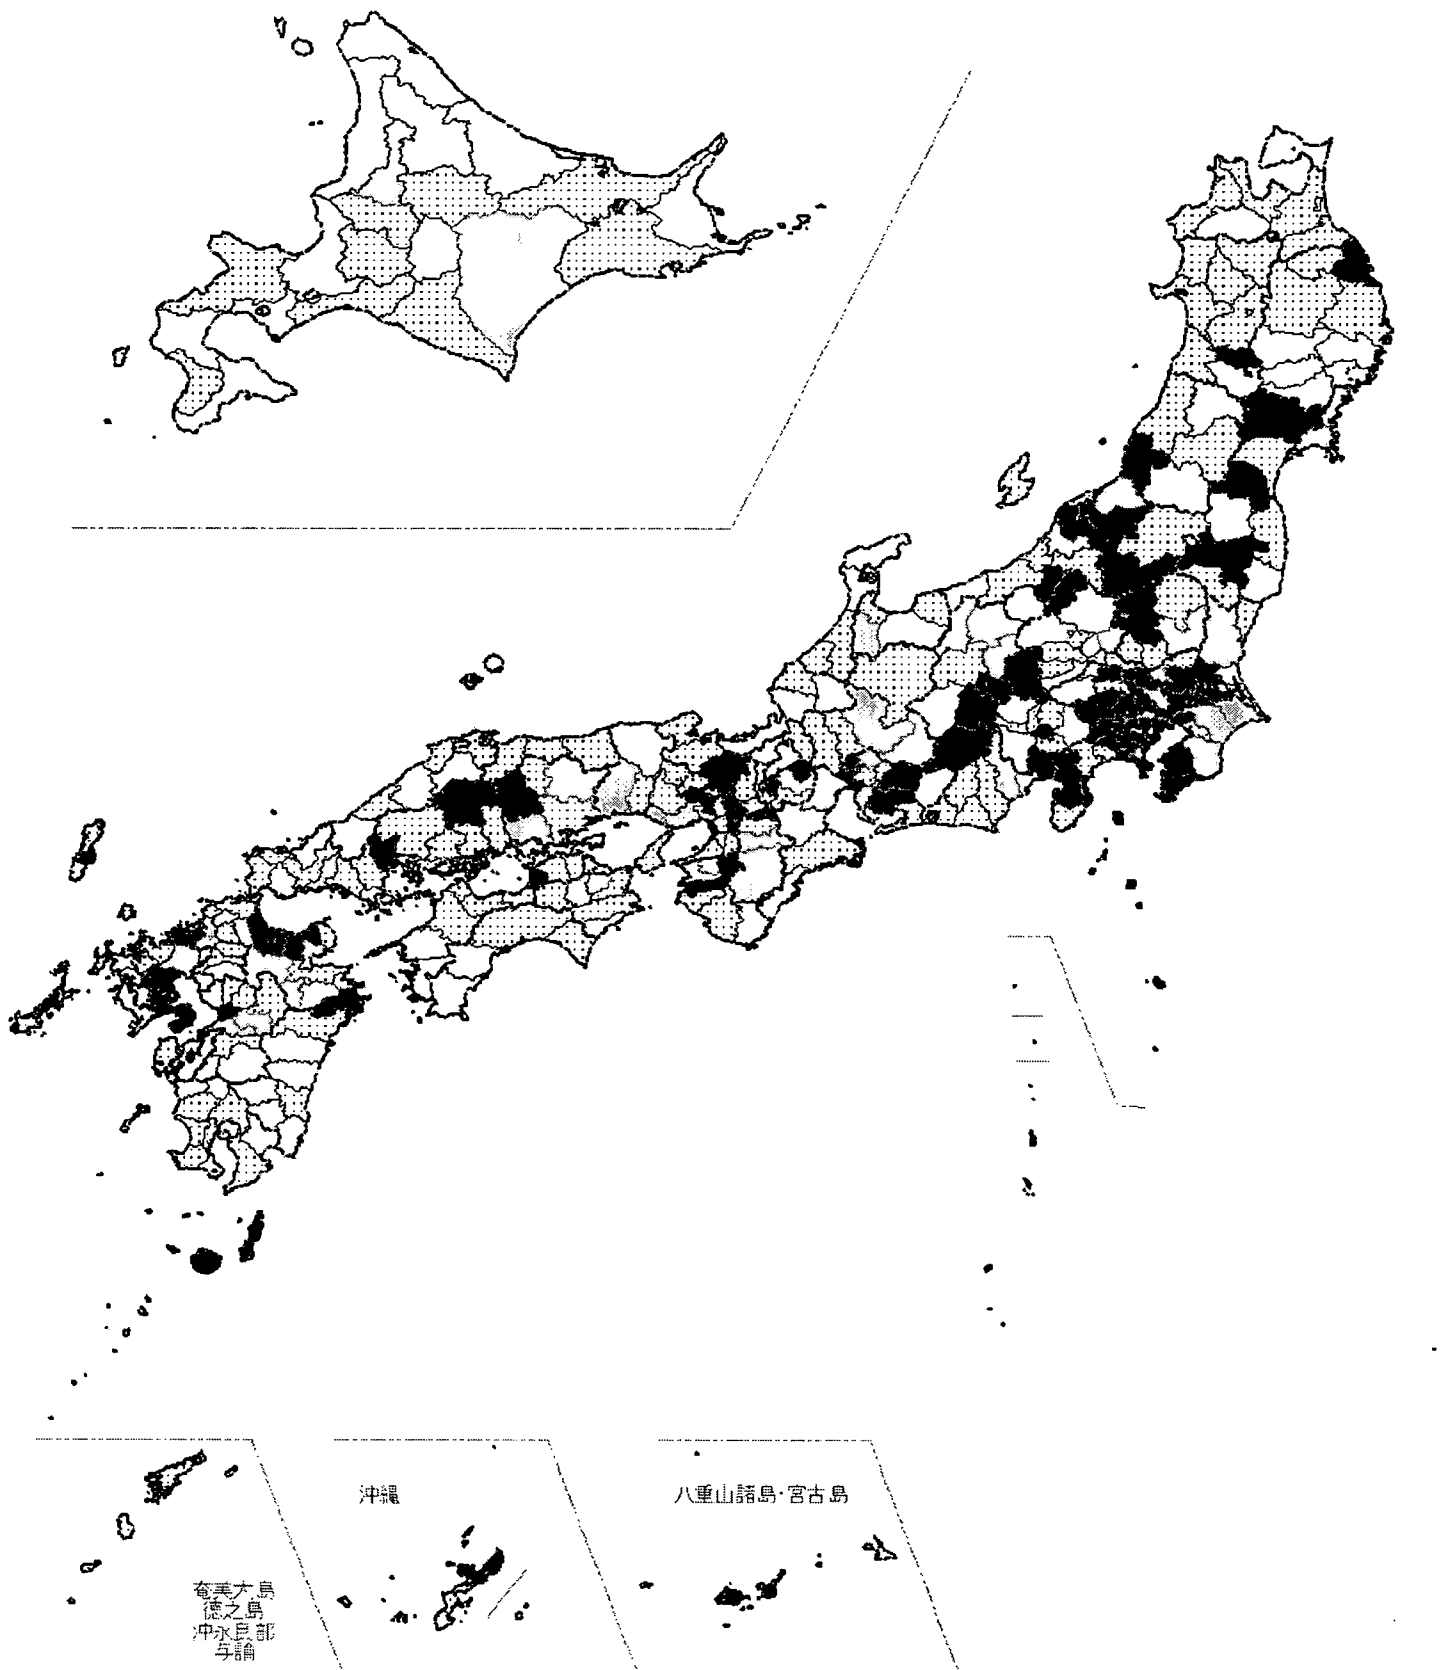 沖縄
八重山諸島・宮古島
奄美大島
徳之島
沖永良部
与論